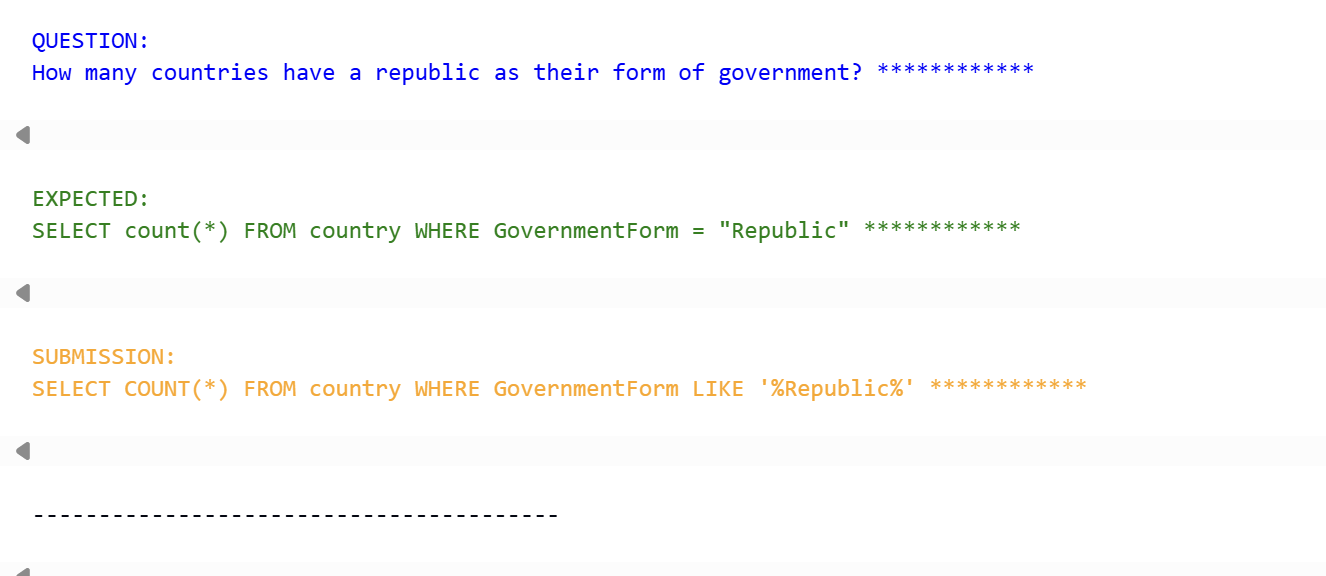 QUESTION:
How many countries have a republic as their form of government? ************
EXPECTED:
SELECT count(*) FROM country WHERE GovernmentForm = "Republic" ************
SUBMISSION:
SELECT COUNT(*) FROM country WHERE GovernmentForm LIKE '%Republic%' ************
----------------------------------------